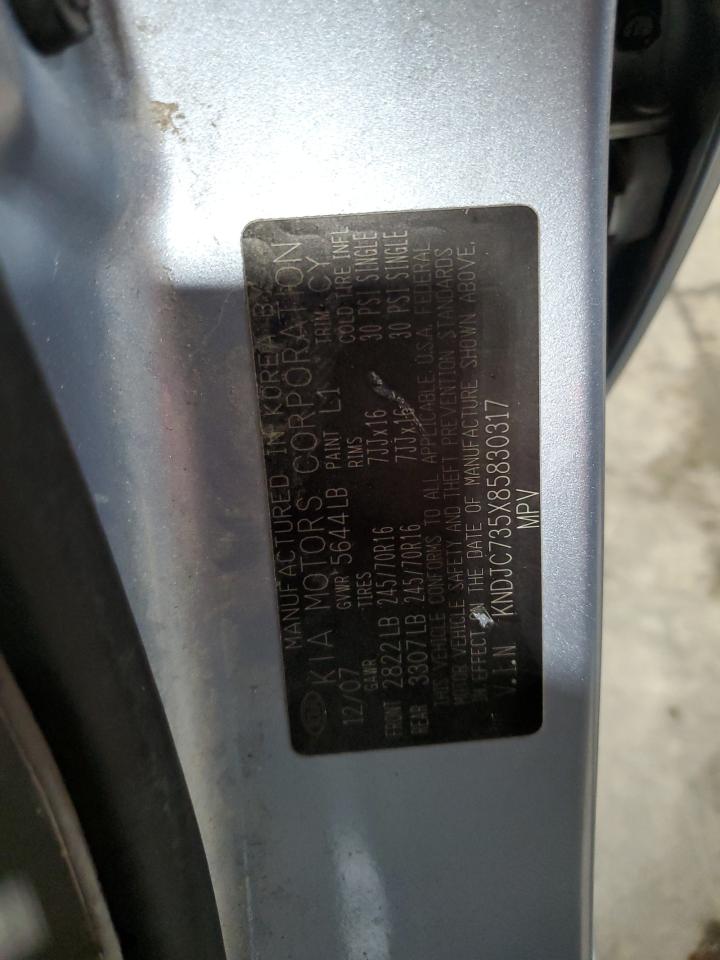 MANUFACTURED IN KOREA BY
KIA MOTORS CORPORATION
12/07 GVWR 5644LB PAINT L1 TRIM CY
GAWR TIRES RIMS COLD TIRE INFL
FRONT 2822LB 245/70R16 7JJx16 30 PSI SINGLE
REAR 3307LB 245/70R16 7JJx16 30 PSI SINGLE
THIS VEHICLE CONFORMS TO ALL APPLICABLE U.S.A. FEDERAL
MOTOR VEHICLE SAFETY AND THEFT PREVENTION STANDARDS
IN EFFECT ON THE DATE OF MANUFACTURE SHOWN ABOVE.
V.I.N KNDJC735X85830317
MPV